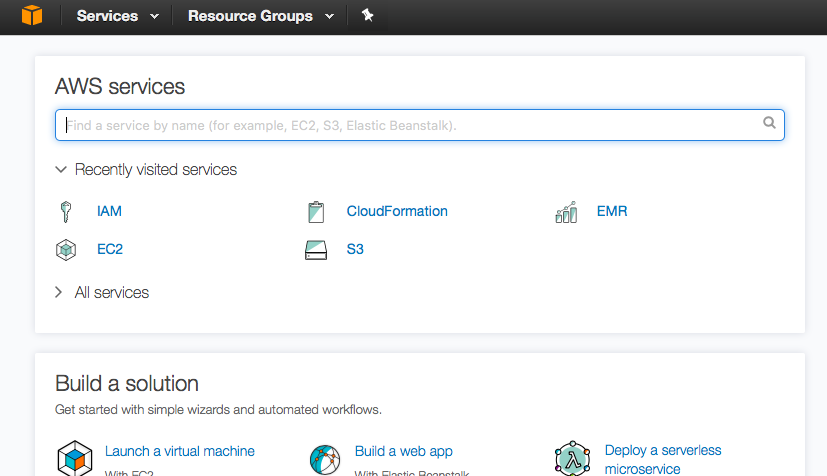 Services Resource Groups
AWS services
Find a service by name (for example, EC2, S3, Elastic Beanstalk).
Recently visited services
IAM CloudFormation EMR
EC2 S3
All services
Build a solution
Get started with simple wizards and automated workflows.
Launch a virtual machine Build a web app Deploy a serverless
With EC2 With Elastic Beanstalk microservice